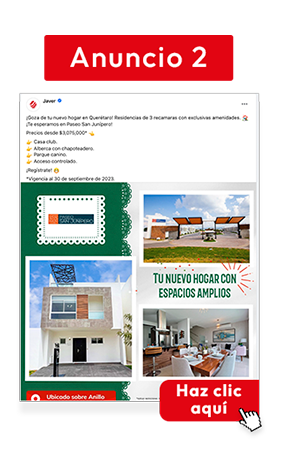 Anuncio 2
Javer
¡Goza de tu nuevo hogar en Querétaro! Residencias de 3 recamaras con exclusivas amenidades.
¡Te esperamos en Paseo San Junípero!
Precios desde $3,075,000*
Casa club.
Alberca con chapoteadero.
Parque canino.
Acceso controlado.
¡Regístrate!
*Vigencia al 30 de septiembre de 2023.
SAN JUNÍPERO
TU NUEVO HOGAR CON
ESPACIOS AMPLIOS
Ubicado sobre Anillo
Haz clic
aquí